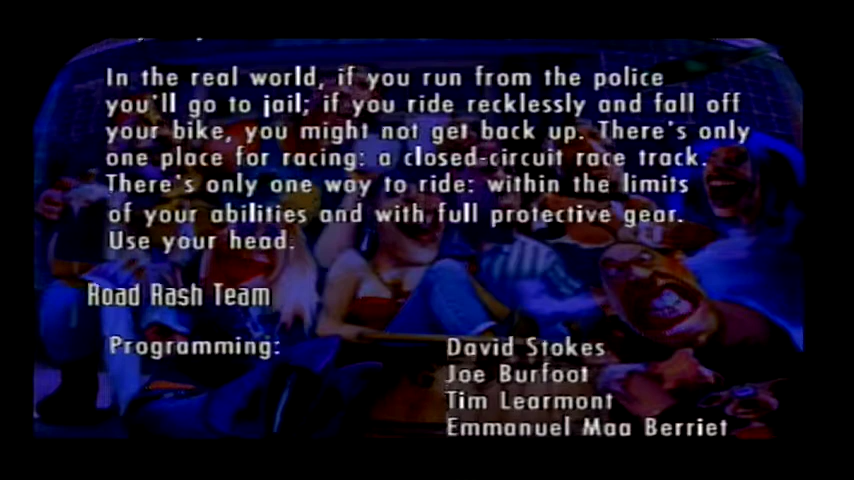 In the real world, if you run from the police
you'll go to jail; if you ride recklessly and fall off
your bike, you might not get back up. There's only
one place for racing: a closed-circuit race track.
There's only one way to ride: within the limits
of your abilities and with full protective gear.
Use your head.
Road Rash Team
Programming: David Stokes
Joe Burfoot
Tim Learmont
Emmanuel Maa Berriet